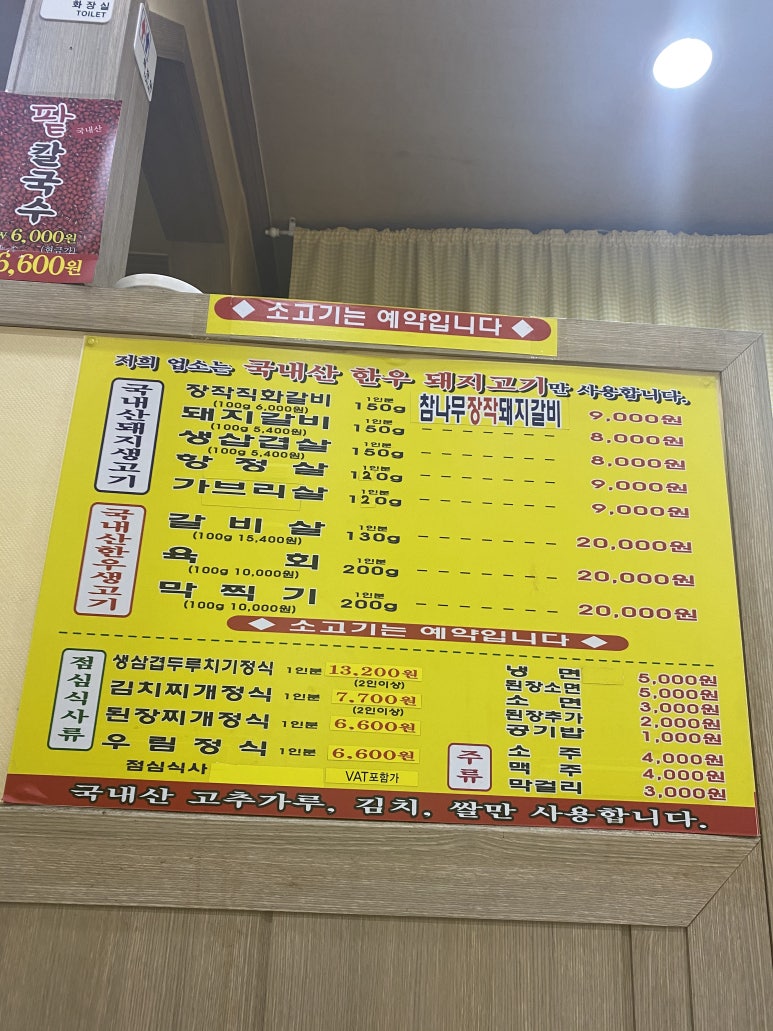 화장실
TOILET
팥칼국수
국내산
6,000원
(현금가)
6,600원
◆ 소고기는 예약입니다 ◆
저희 업소는 국내산 한우 돼지고기만 사용합니다.
국내산돼지생고기
장작직화갈비 1인분 150g 참나무장작돼지갈비 9,000원
(100g 6,000원)
돼지갈비 1인분 150g 8,000원
(100g 5,400원)
생삼겹살 1인분 150g 8,000원
(100g 5,400원)
항정살 1인분 120g 9,000원
가브리살 1인분 120g 9,000원
국내산한우생고기
갈비살 1인분 130g 20,000원
(100g 15,400원)
육회 1인분 200g 20,000원
(100g 10,000원)
막찍기 1인분 200g 20,000원
(100g 10,000원)
◆ 소고기는 예약입니다 ◆
점심식사류
생삼겹두루치기정식 1인분 13,200원
(2인이상)
김치찌개정식 1인분 7,700원
(2인이상)
된장찌개정식 1인분 6,600원
우림정식 1인분 6,600원
점심식사 VAT포함가
냉면 5,000원
된장소면 5,000원
소면 3,000원
된장추가 2,000원
공기밥 1,000원
주류
소주 4,000원
맥주 4,000원
막걸리 3,000원
국내산 고추가루, 김치, 쌀만 사용합니다.